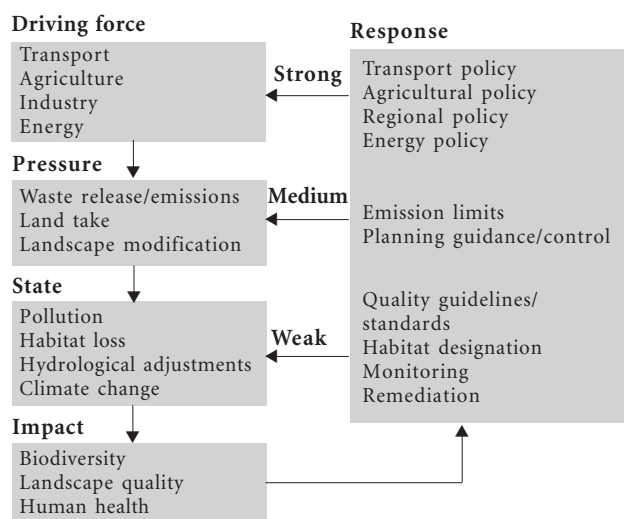 Driving force
Transport
Agriculture
Industry
Energy
Pressure
Waste release/emissions
Land take
Landscape modification
State
Pollution
Habitat loss
Hydrological adjustments
Climate change
Impact
Biodiversity
Landscape quality
Human health
Strong
Medium
Weak
Response
Transport policy
Agricultural policy
Regional policy
Energy policy
Emission limits
Planning guidance/control
Quality guidelines/
standards
Habitat designation
Monitoring
Remediation